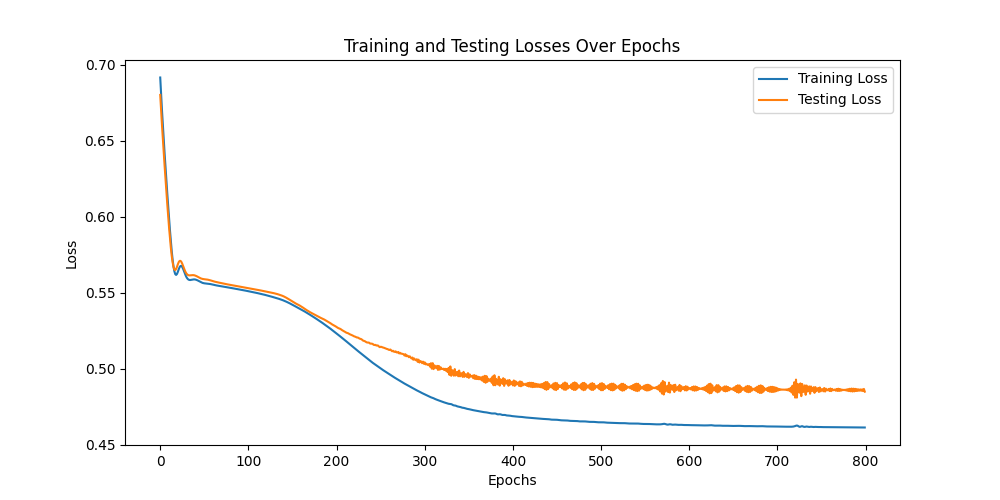 Training and Testing Losses Over Epochs
0.70
0.65
0.60
0.55
0.50
0.45
Loss
Training Loss
Testing Loss
0 100 200 300 400 500 600 700 800
Epochs